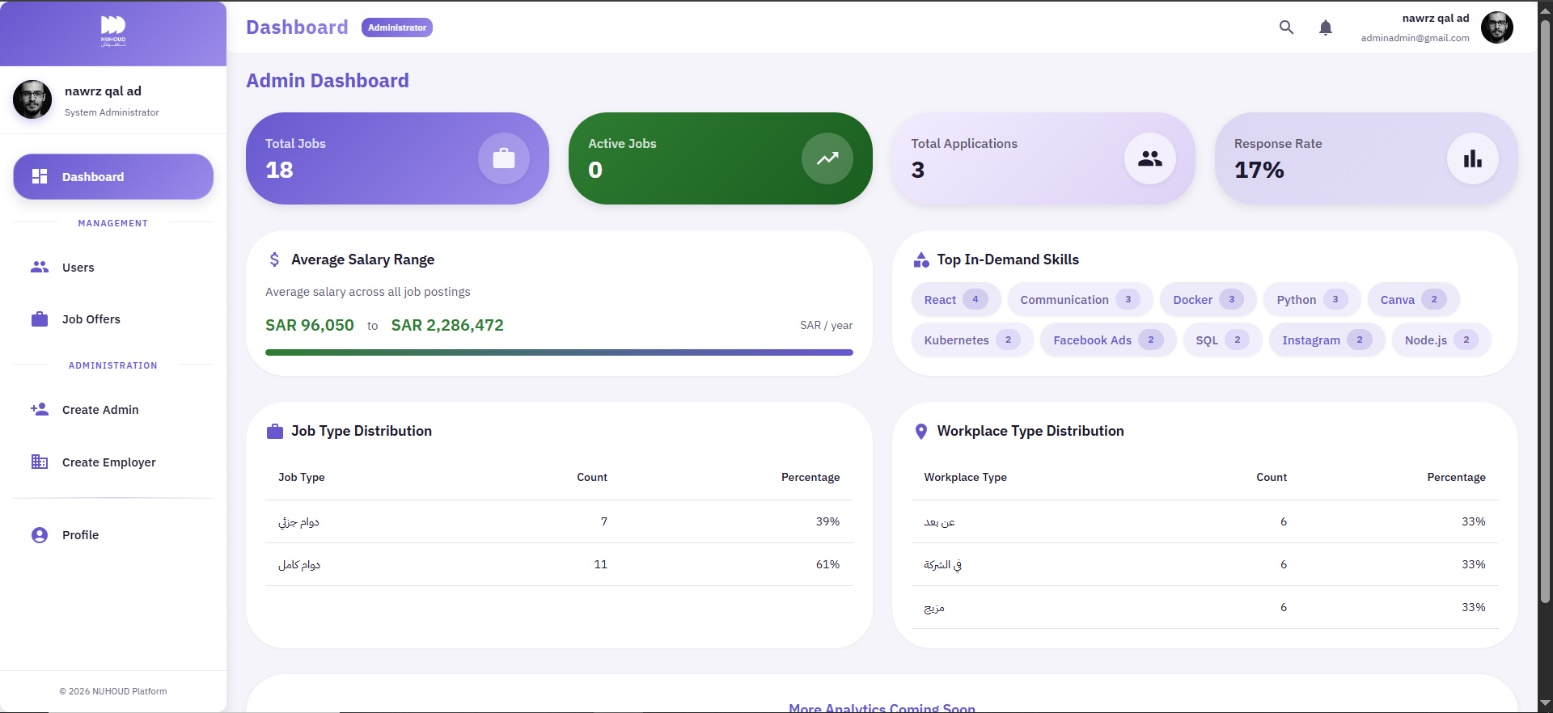 NUHOUD
Dashboard Administrator
nawrz qal ad
adminadmin@gmail.com
nawrz qal ad
System Administrator
Dashboard
MANAGEMENT
Users
Job Offers
ADMINISTRATION
Create Admin
Create Employer
Profile
© 2026 NUHOUD Platform
Admin Dashboard
Total Jobs
18
Active Jobs
0
Total Applications
3
Response Rate
17%
Average Salary Range
Average salary across all job postings
SAR 96,050 to SAR 2,286,472 SAR / year
Top In-Demand Skills
React 4 Communication 3 Docker 3 Python 3 Canva 2
Kubernetes 2 Facebook Ads 2 SQL 2 Instagram 2 Node.js 2
Job Type Distribution
Job Type Count Percentage
دوام جزئي 7 39%
دوام كامل 11 61%
Workplace Type Distribution
Workplace Type Count Percentage
عن بعد 6 33%
في الشركة 6 33%
مزيج 6 33%
More Analytics Coming Soon